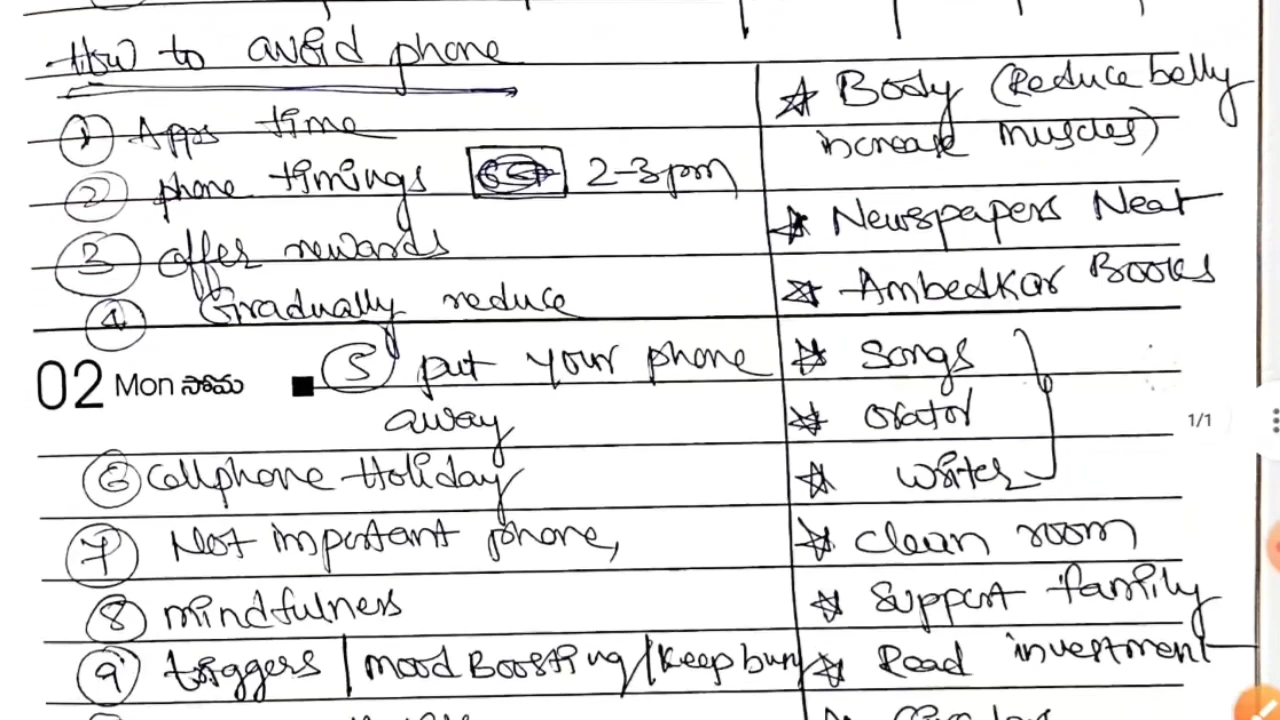 How to avoid phone
① Apps time
② phone timings 2-3pm
③ offer rewards
④ Gradually reduce
02 Mon సోమ ■ ⑤ put your phone
away
⑥ Cellphone Holiday
⑦ Not important phone,
⑧ mindfulness
⑨ triggers | mood Boosting/
☆ Body (Reduce belly
increase muscles)
☆ Newspapers Neat
☆ Ambedkar Books
☆ Songs
☆ orator
☆ writer
☆ clean room
☆ Support family
☆ Read investment
1/1